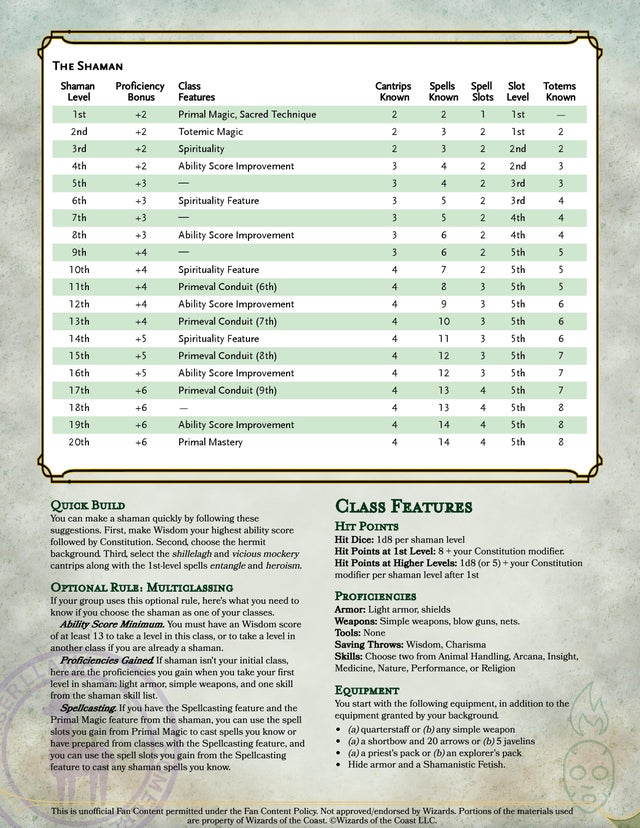 The Shaman
Shaman Level Proficiency Bonus Class Features Cantrips Known Spells Known Spell Slots Slot Level Totems Known
1st +2 Primal Magic, Sacred Technique 2 2 1 1st —
2nd +2 Totemic Magic 2 3 2 1st 2
3rd +2 Spirituality 2 3 2 2nd 2
4th +2 Ability Score Improvement 3 4 2 2nd 3
5th +3 — 3 4 2 3rd 3
6th +3 Spirituality Feature 3 5 2 3rd 4
7th +3 — 3 5 2 4th 4
8th +3 Ability Score Improvement 3 6 2 4th 4
9th +4 — 3 6 2 5th 5
10th +4 Spirituality Feature 4 7 2 5th 5
11th +4 Primeval Conduit (6th) 4 8 3 5th 5
12th +4 Ability Score Improvement 4 9 3 5th 6
13th +4 Primeval Conduit (7th) 4 10 3 5th 6
14th +5 Spirituality Feature 4 11 3 5th 6
15th +5 Primeval Conduit (8th) 4 12 3 5th 7
16th +5 Ability Score Improvement 4 12 3 5th 7
17th +6 Primeval Conduit (9th) 4 13 4 5th 7
18th +6 — 4 13 4 5th 8
19th +6 Ability Score Improvement 4 14 4 5th 8
20th +6 Primal Mastery 4 14 4 5th 8
Quick Build
You can make a shaman quickly by following these
suggestions. First, make Wisdom your highest ability score
followed by Constitution. Second, choose the hermit
background. Third, select the shillelagh and vicious mockery
cantrips along with the 1st-level spells entangle and heroism.
Optional Rule: Multiclassing
If your group uses this optional rule, here's what you need to
know if you choose the shaman as one of your classes.
Ability Score Minimum. You must have an Wisdom score
of at least 13 to take a level in this class, or to take a level in
another class if you are already a shaman.
Proficiencies Gained. If shaman isn't your initial class,
here are the proficiencies you gain when you take your first
level in shaman: light armor, simple weapons, and one skill
from the shaman skill list.
Spellcasting. If you have the Spellcasting feature and the
Primal Magic feature from the shaman, you can use the spell
slots you gain from Primal Magic to cast spells you know or
have prepared from classes with the Spellcasting feature, and
you can use the spell slots you gain from the Spellcasting
feature to cast any shaman spells you know.
Class Features
Hit Points
Hit Dice: 1d8 per shaman level
Hit Points at 1st Level: 8 + your Constitution modifier.
Hit Points at Higher Levels: 1d8 (or 5) + your Constitution
modifier per shaman level after 1st
Proficiencies
Armor: Light armor, shields
Weapons: Simple weapons, blow guns, nets.
Tools: None
Saving Throws: Wisdom, Charisma
Skills: Choose two from Animal Handling, Arcana, Insight,
Medicine, Nature, Performance, or Religion
Equipment
You start with the following equipment, in addition to the
equipment granted by your background.
• (a) quarterstaff or (b) any simple weapon
• (a) a shortbow and 20 arrows or (b) 5 javelins
• (a) a priest's pack or (b) an explorer's pack
• Hide armor and a Shamanistic Fetish.
This is unofficial Fan Content permitted under the Fan Content Policy. Not approved/endorsed by Wizards. Portions of the materials used
are property of Wizards of the Coast. ©Wizards of the Coast LLC.